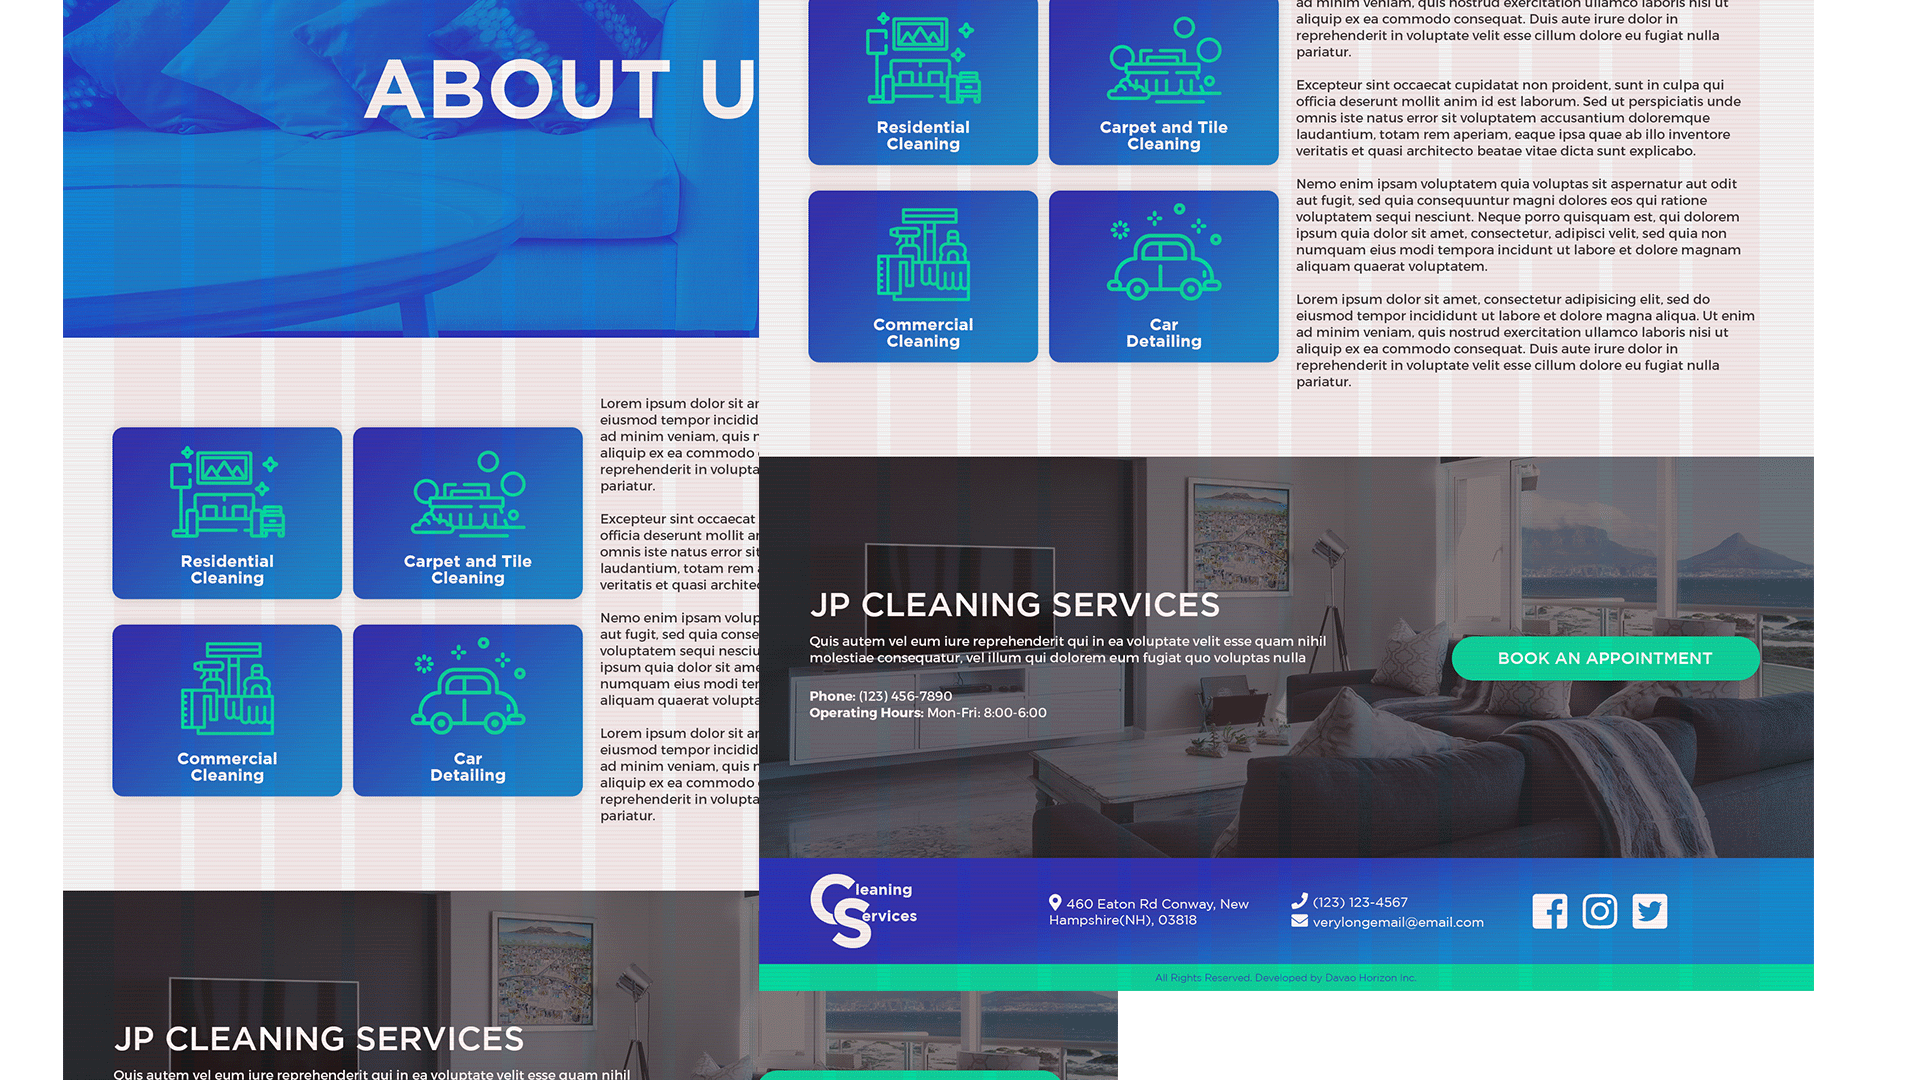 ABOUT U
Residential
Cleaning
Carpet and Tile
Cleaning
Commercial
Cleaning
Car
Detailing
Lorem ipsum dolor sit
eiusmod tempor
ad minim veniam, quis
aliquip ex ea commodo
reprehenderit in
pariatur.
Excepteur sint occaecat
officia deserunt mollit
omnis iste natus error sit
laudantium, totam rem
veritatis et quasi
Nemo enim ipsam
aut fugit, sed quia
voluptatem sequi
ipsum quia dolor sit
numquam eius modi
aliquam quaerat
Lorem ipsum dolor sit
eiusmod tempor
ad minim veniam, quis
aliquip ex ea commodo
reprehenderit in
pariatur.
JP CLEANING SERVICES
Quis autem vel eum iure reprehenderit qui in ea voluptate velit esse quam nihil
Residential
Cleaning
Carpet and Tile
Cleaning
Commercial
Cleaning
Car
Detailing
ad minim veniam, quis nostrud exercitation ullamco laboris nisi ut
aliquip ex ea commodo consequat. Duis aute irure dolor in
reprehenderit in voluptate velit esse cillum dolore eu fugiat nulla
pariatur.
Excepteur sint occaecat cupidatat non proident, sunt in culpa qui
officia deserunt mollit anim id est laborum. Sed ut perspiciatis unde
omnis iste natus error sit voluptatem accusantium doloremque
laudantium, totam rem aperiam, eaque ipsa quae ab illo inventore
veritatis et quasi architecto beatae vitae dicta sunt explicabo.
Nemo enim ipsam voluptatem quia voluptas sit aspernatur aut odit
aut fugit, sed quia consequuntur magni dolores eos qui ratione
voluptatem sequi nesciunt. Neque porro quisquam est, qui dolorem
ipsum quia dolor sit amet, consectetur, adipisci velit, sed quia non
numquam eius modi tempora incidunt ut labore et dolore magnam
aliquam quaerat voluptatem.
Lorem ipsum dolor sit amet, consectetur adipisicing elit, sed do
eiusmod tempor incididunt ut labore et dolore magna aliqua. Ut enim
ad minim veniam, quis nostrud exercitation ullamco laboris nisi ut
aliquip ex ea commodo consequat. Duis aute irure dolor in
reprehenderit in voluptate velit esse cillum dolore eu fugiat nulla
pariatur.
JP CLEANING SERVICES
Quis autem vel eum iure reprehenderit qui in ea voluptate velit esse quam nihil
molestiae consequatur, vel illum qui dolorem eum fugiat quo voluptas nulla
Phone: (123) 456-7890
Operating Hours: Mon-Fri: 8:00-6:00
BOOK AN APPOINTMENT
Cleaning
Services
460 Eaton Rd Conway, New
Hampshire(NH), 03818
(123) 123-4567
verylongemail@email.com
All Rights Reserved. Developed by Davao Horizon Inc.